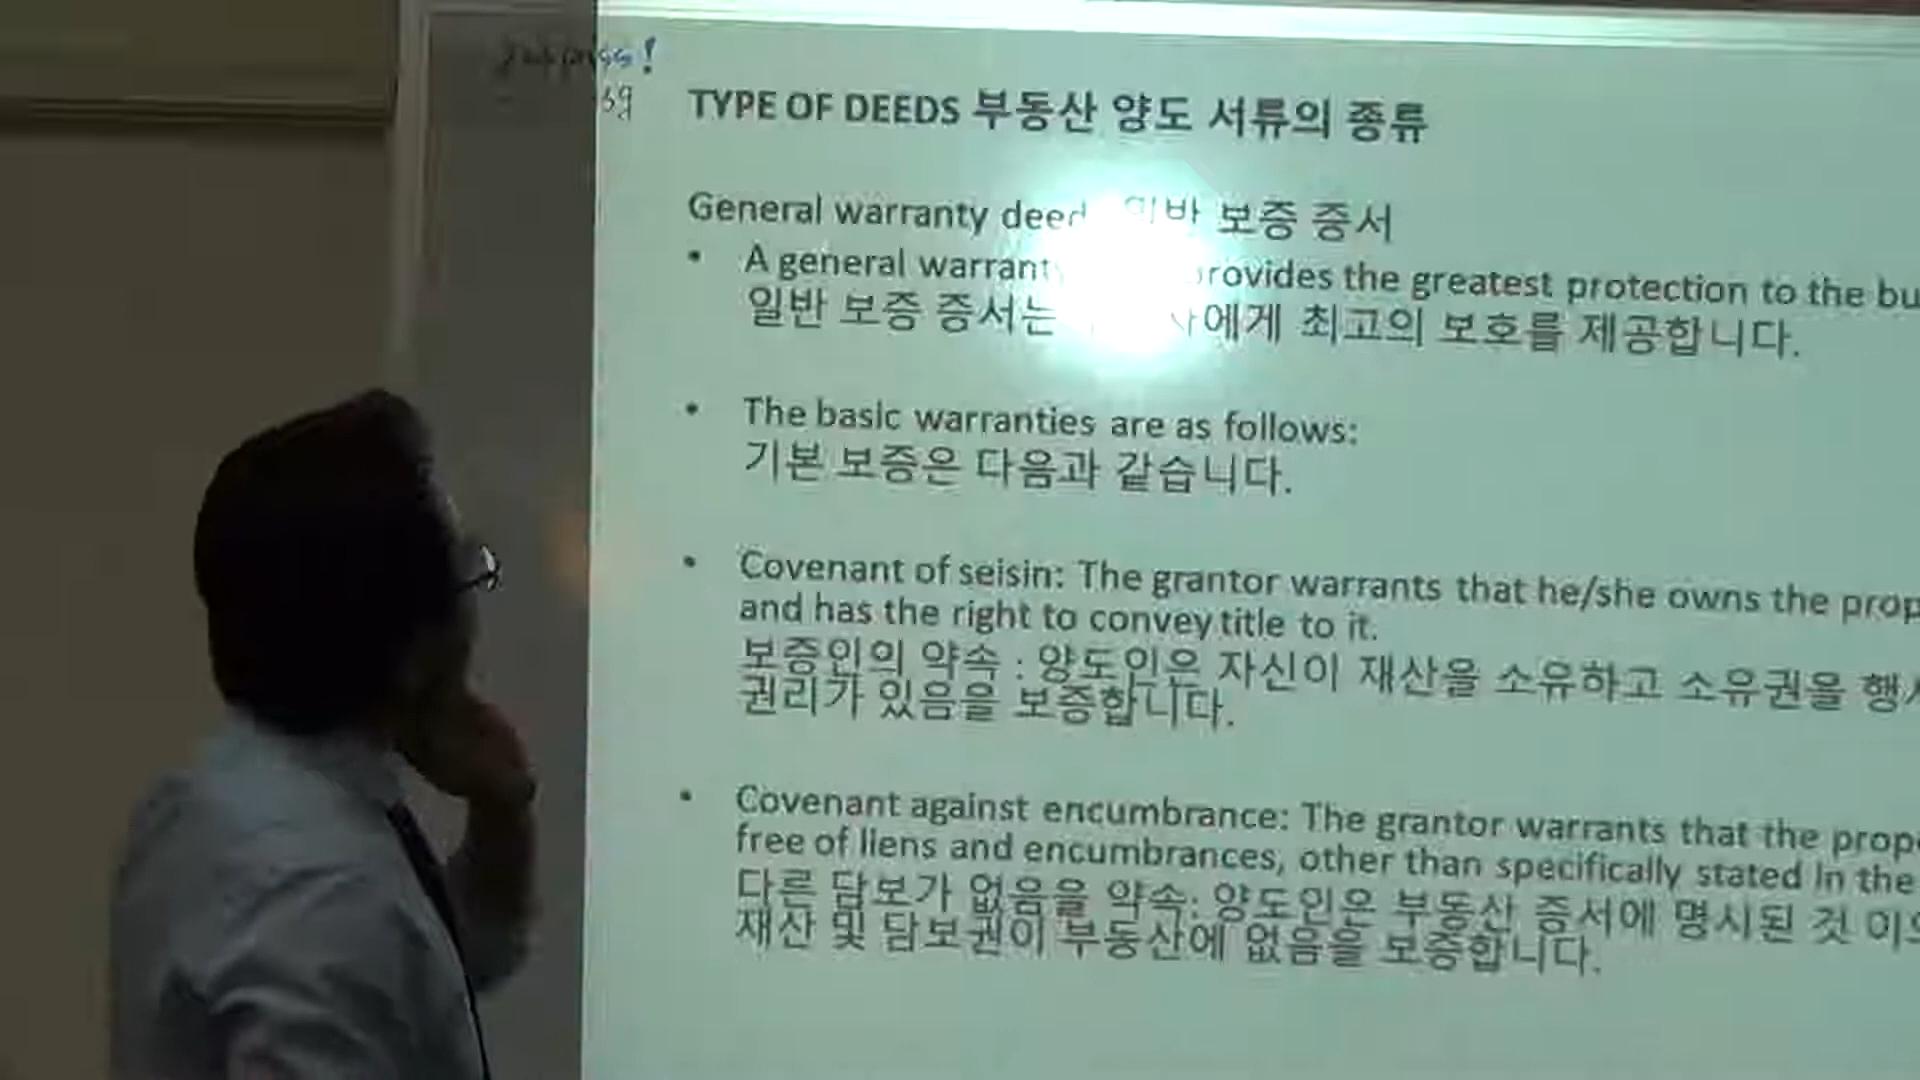 69
TYPE OF DEEDS 부동산 양도 서류의 종류
General warranty deed 일반 보증 증서
• A general warranty provides the greatest protection to the
일반 보증 증서는 에게 최고의 보호를 제공합니다.
• The basic warranties are as follows:
기본 보증은 다음과 같습니다.
• Covenant of seisin: The grantor warrants that he/she owns the
and has the right to convey title to it.
보증인의 약속 : 양도인은 자신이 재산을 소유하고 소유권을
권리가 있음을 보증합니다.
• Covenant against encumbrance: The grantor warrants that the
free of liens and encumbrances, other than specifically stated in the
다른 담보가 없음을 약속: 양도인은 부동산 증서에 명시된 것
재산 및 담보권이 부동산에 없음을 보증합니다.